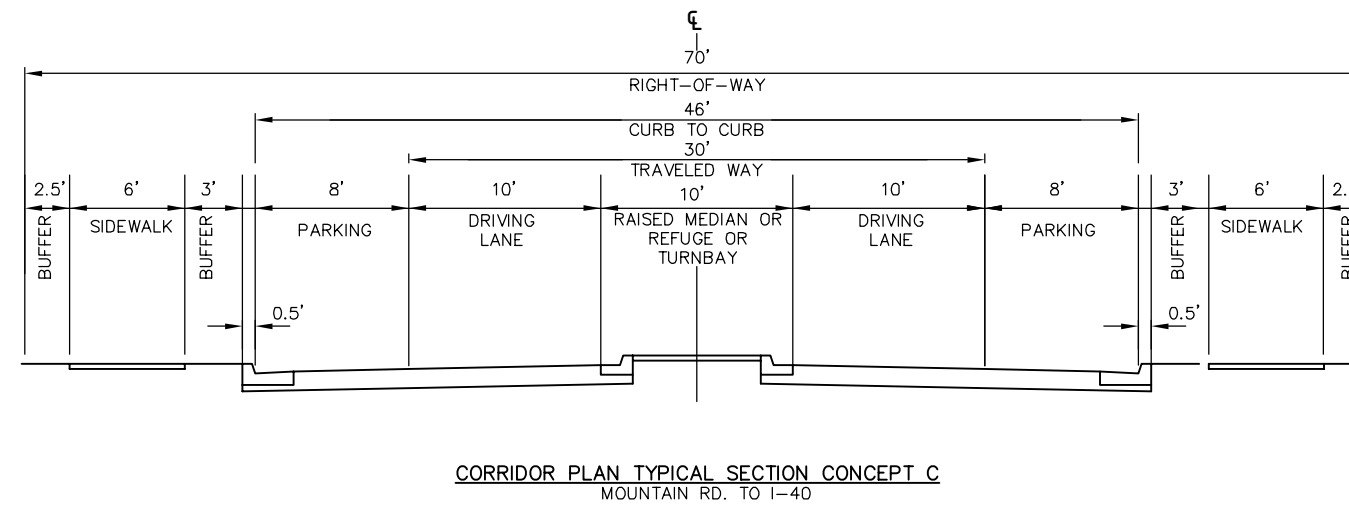 ℄
70'
RIGHT-OF-WAY
46'
CURB TO CURB
30'
TRAVELED WAY
2.5' 6' 3' 8' 10' 10' 10' 8' 3' 6' 2.
BUFFER SIDEWALK BUFFER PARKING DRIVING RAISED MEDIAN OR DRIVING PARKING BUFFER SIDEWALK BUFFER
LANE REFUGE OR LANE
TURNBAY
0.5' 0.5'
CORRIDOR PLAN TYPICAL SECTION CONCEPT C
MOUNTAIN RD. TO I-40